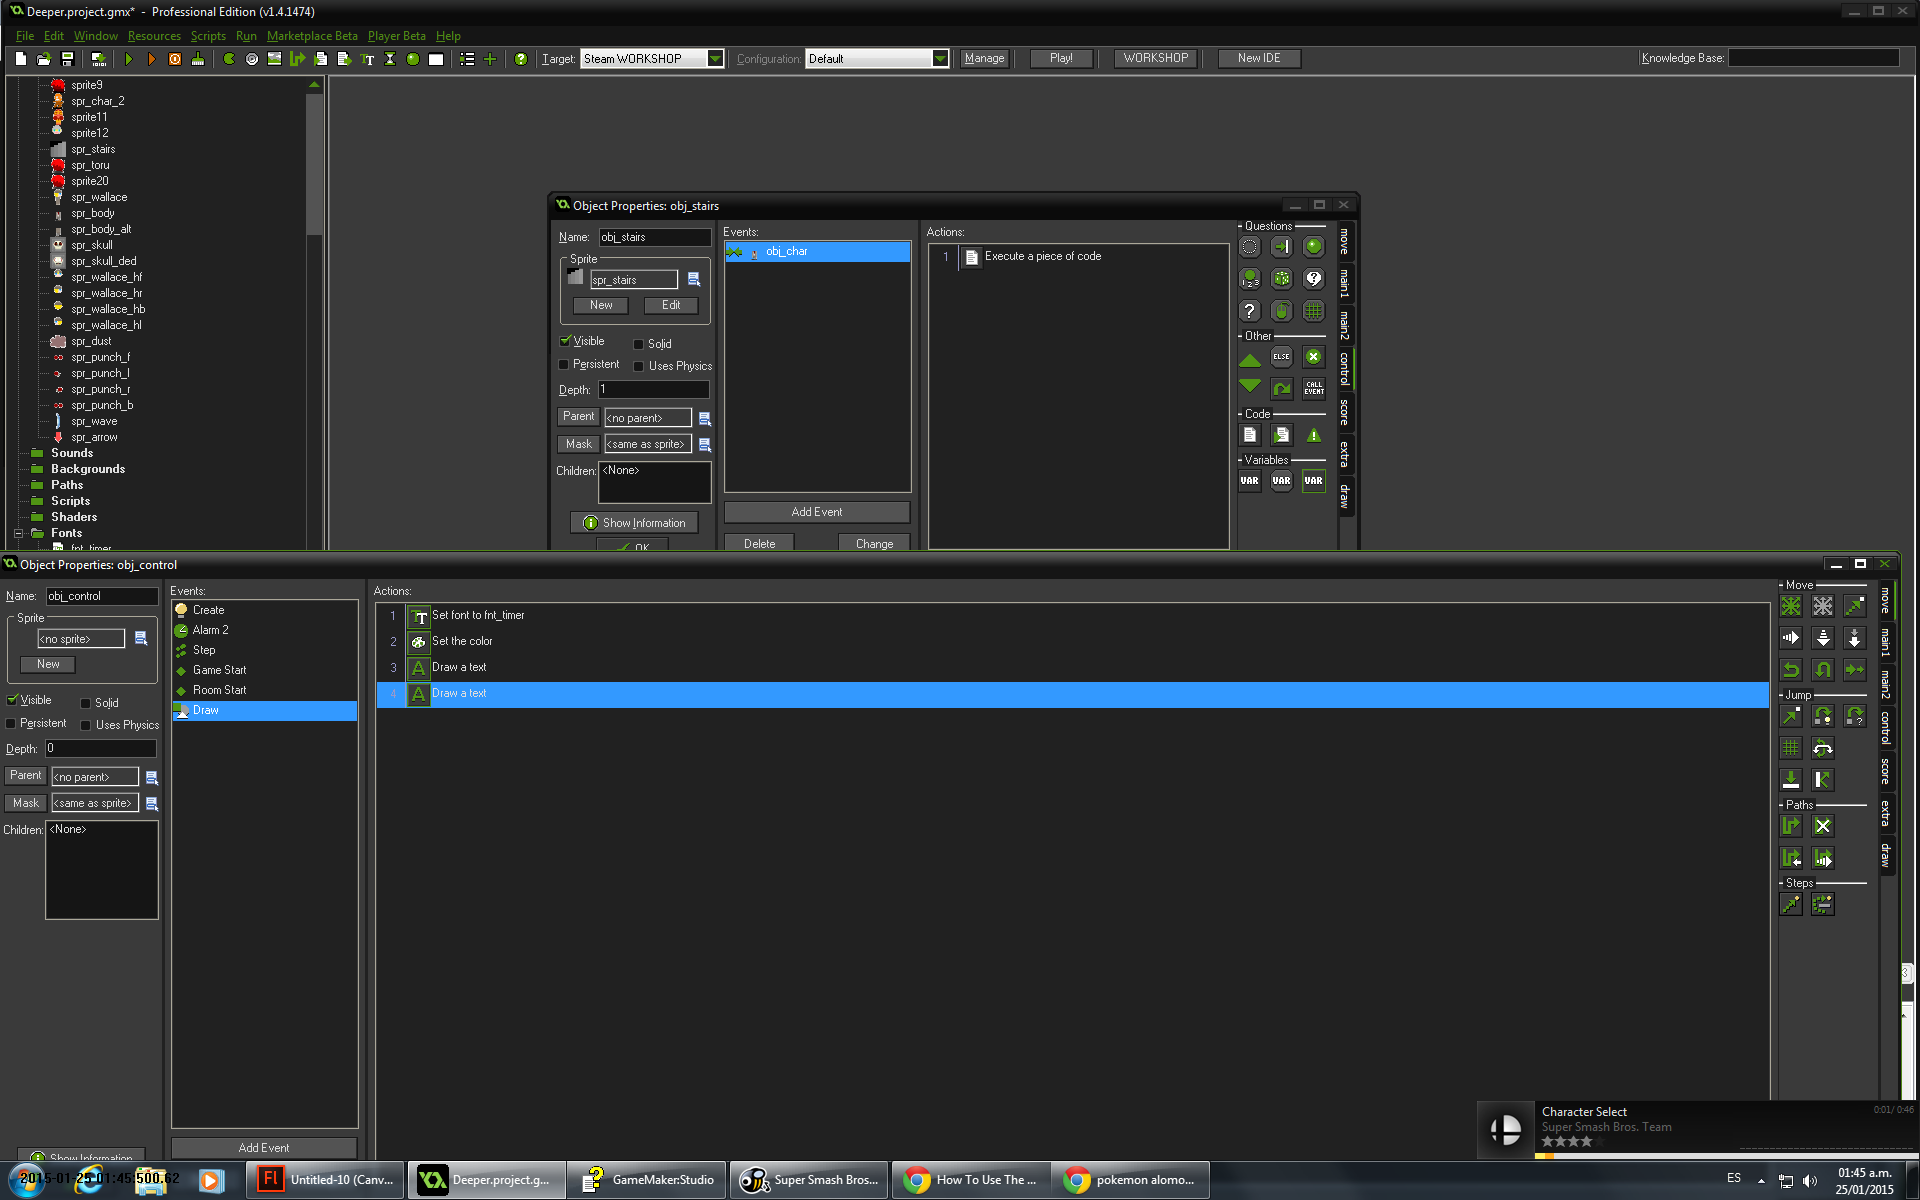 Deeper.project.gmx* - Professional Edition (v1.4.1474)
File Edit Window Resources Scripts Run Marketplace Beta Player Beta Help
Target: Steam WORKSHOP Configuration: Default Manage Play! WORKSHOP New IDE Knowledge Base:
sprite9
spr_char_2
sprite11
sprite12
spr_stairs
spr_toru
sprite20
spr_wallace
spr_body
spr_body_alt
spr_skull
spr_skull_ded
spr_wallace_hf
spr_wallace_hr
spr_wallace_hb
spr_wallace_hl
spr_dust
spr_punch_f
spr_punch_l
spr_punch_r
spr_punch_b
spr_wave
spr_arrow
Sounds
Backgrounds
Paths
Scripts
Shaders
Fonts
fnt_timer
Object Properties: obj_stairs
Name: obj_stairs
Sprite
spr_stairs
New Edit
Visible Solid
Persistent Uses Physics
Depth: 1
Parent <no parent>
Mask <same as sprite>
Children: <None>
Show Information
OK
Events:
obj_char
Add Event
Delete Change
Actions:
1 Execute a piece of code
Questions
1 2 3
?
Other
ELSE
CALL EVENT
Code
Variables
VAR VAR VAR
move
main1
main2
control
score
extra
draw
Object Properties: obj_control
Name: obj_control
Sprite
<no sprite>
New
Visible Solid
Persistent Uses Physics
Depth: 0
Parent <no parent>
Mask <same as sprite>
Children: <None>
Show Information
Events:
Create
Alarm 2
Step
Game Start
Room Start
Draw
Add Event
Actions:
1 Set font to fnt_timer
2 Set the color
3 Draw a text
4 Draw a text
Move
Jump
Paths
Steps
move
main1
main2
control
score
extra
draw
Character Select
Super Smash Bros. Team
0:01/ 0:46
2015-01-25 01:45:500.62
Untitled-10 (Canv...
Deeper.project.g...
GameMaker:Studio
Super Smash Bros...
How To Use The ...
pokemon alomo...
ES
01:45 a.m.
25/01/2015